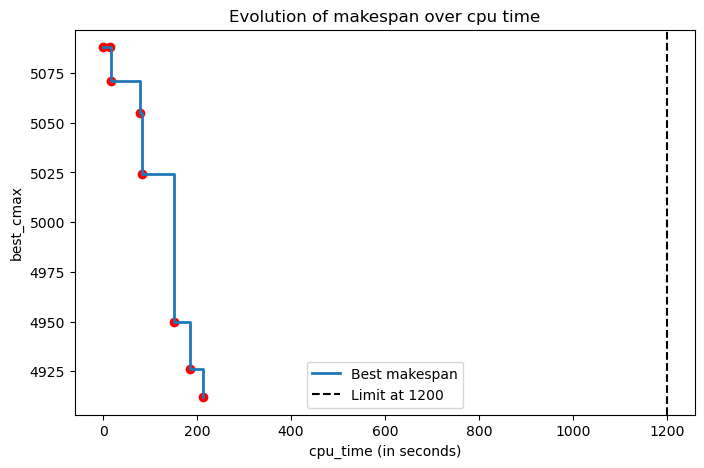 Evolution of makespan over cpu time
best_cmax
5075
5050
5025
5000
4975
4950
4925
Best makespan
Limit at 1200
0
200
400
600
800
1000
1200
cpu_time (in seconds)